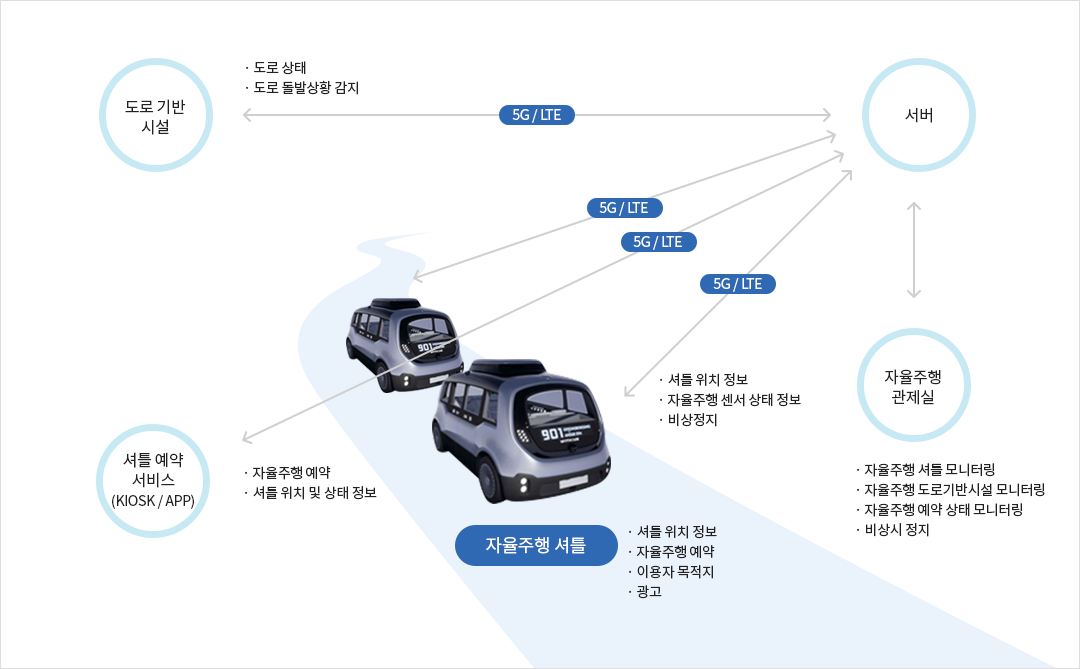 도로 기반
시설
· 도로 상태
· 도로 돌발상황 감지
5G / LTE
서버
5G / LTE
5G / LTE
5G / LTE
901
901
· 셔틀 위치 정보
· 자율주행 센서 상태 정보
· 비상정지
자율주행
관제실
· 자율주행 셔틀 모니터링
· 자율주행 도로기반시설 모니터링
· 자율주행 예약 상태 모니터링
· 비상시 정지
셔틀 예약
서비스
(KIOSK / APP)
· 자율주행 예약
· 셔틀 위치 및 상태 정보
자율주행 셔틀
· 셔틀 위치 정보
· 자율주행 예약
· 이용자 목적지
· 광고